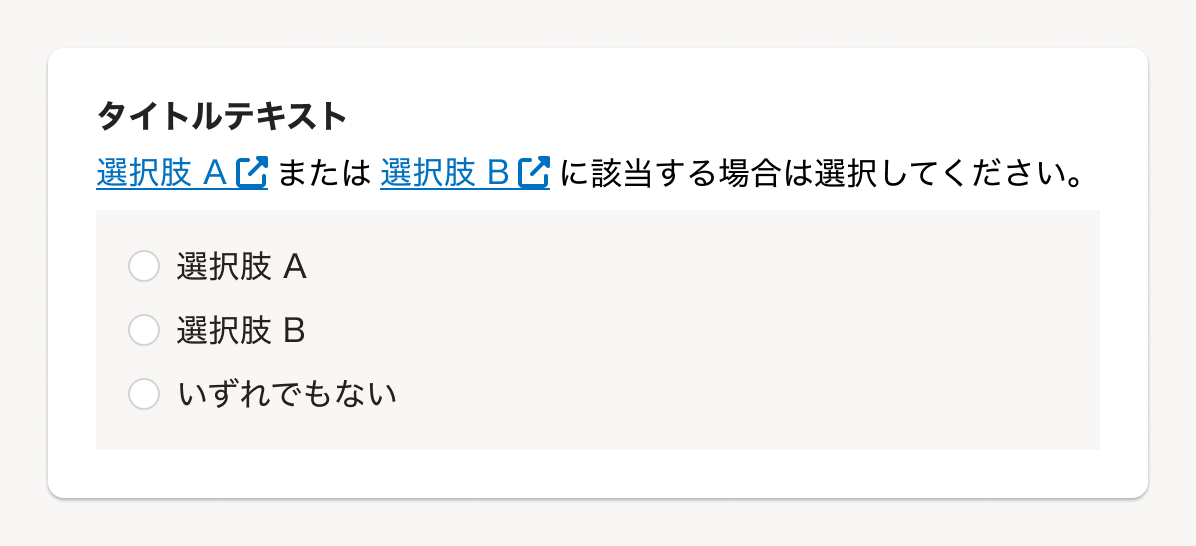 タイトルテキスト
選択肢 A または 選択肢 B に該当する場合は選択してください。
選択肢 A
選択肢 B
いずれでもない